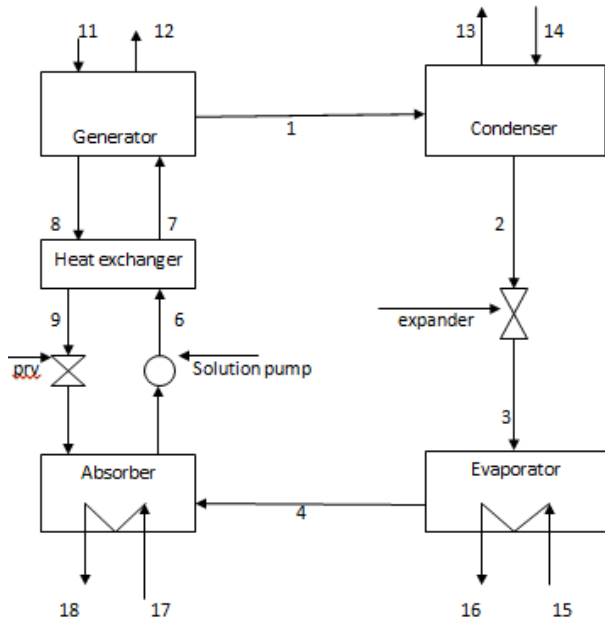 11 12 13 14
Generator
1
Condenser
8 7 2
Heat exchanger
9 6
expander
prv
Solution pump
3
Absorber
Evaporator
4
18 17 16 15